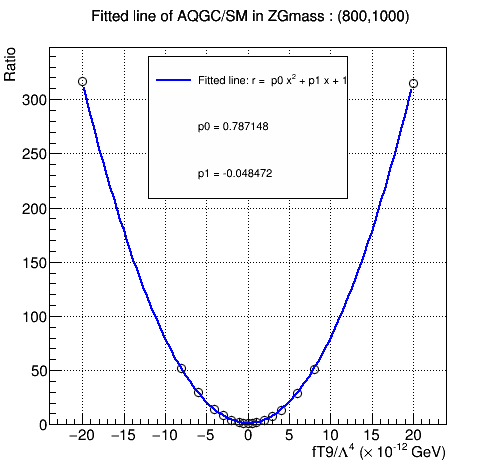 Fitted line of AQGC/SM in ZGmass : (800,1000)
Ratio
Fitted line: r = p0 x² + p1 x + 1
p0 = 0.787148
p1 = -0.048472
300
250
200
150
100
50
0
−20 −15 −10 −5 0 5 10 15 20
fT9/Λ⁴ (× 10⁻¹² GeV)